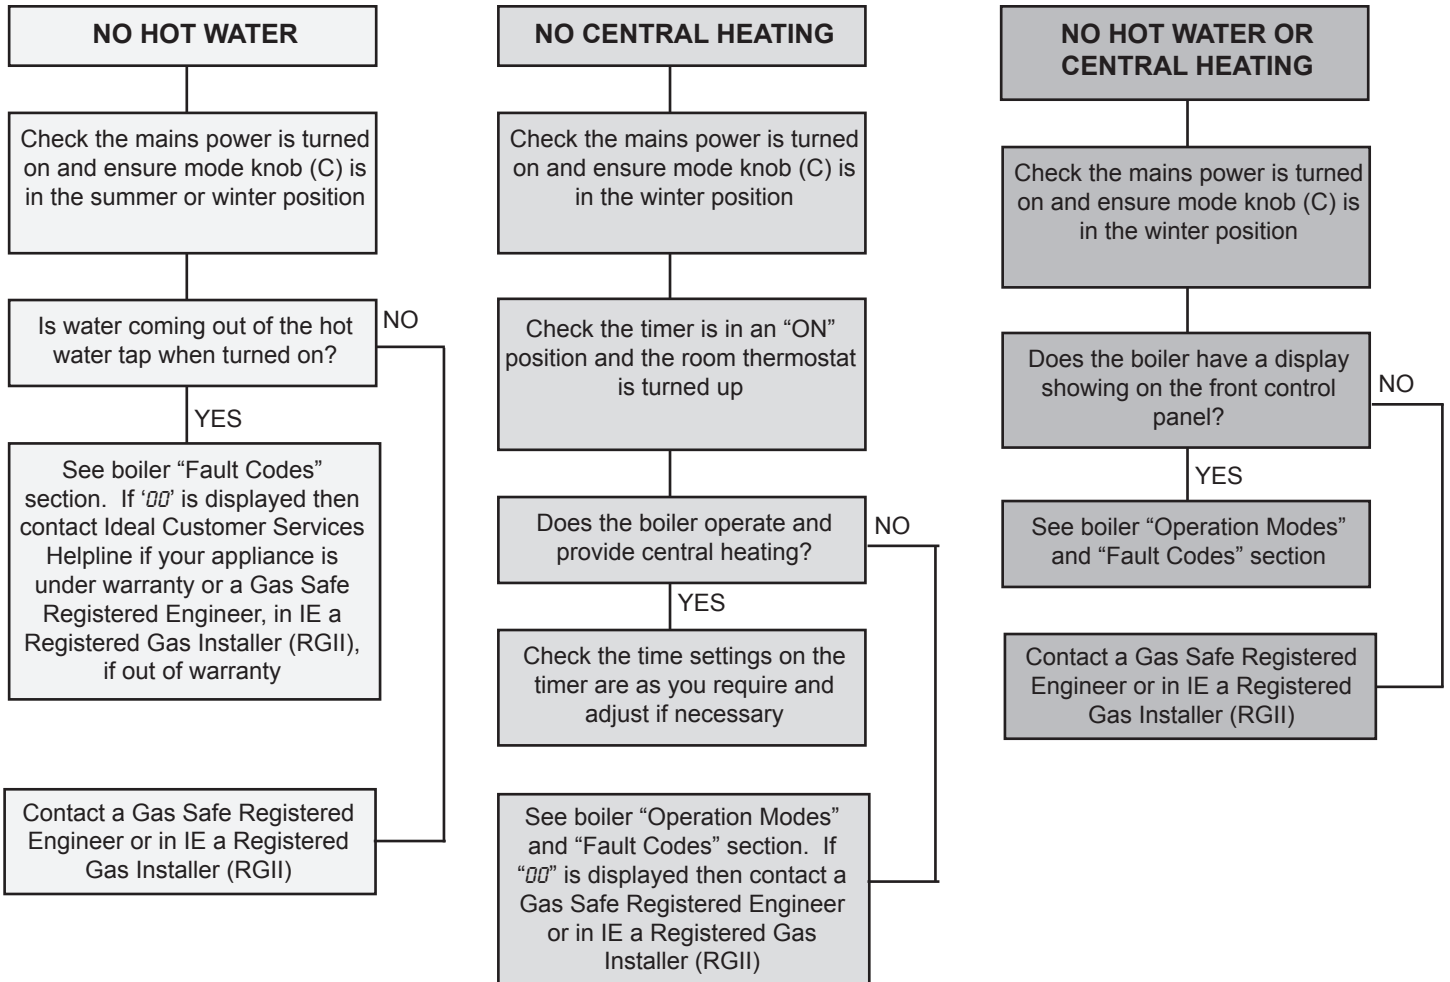 NO HOT WATER
Check the mains power is turned
on and ensure mode knob (C) is
in the summer or winter position
Is water coming out of the hot
water tap when turned on?
NO
YES
See boiler “Fault Codes”
section.  If ‘00’ is displayed then
contact Ideal Customer Services
Helpline if your appliance is
under warranty or a Gas Safe
Registered Engineer, in IE a
Registered Gas Installer (RGII),
if out of warranty
Contact a Gas Safe Registered
Engineer or in IE a Registered
Gas Installer (RGII)
NO CENTRAL HEATING
Check the mains power is turned
on and ensure mode knob (C) is
in the winter position
Check the timer is in an “ON”
position and the room thermostat
is turned up
Does the boiler operate and
provide central heating?
NO
YES
Check the time settings on the
timer are as you require and
adjust if necessary
See boiler “Operation Modes”
and “Fault Codes” section.  If
“00” is displayed then contact a
Gas Safe Registered Engineer
or in IE a Registered Gas
Installer (RGII)
NO HOT WATER OR
CENTRAL HEATING
Check the mains power is turned
on and ensure mode knob (C) is
in the winter position
Does the boiler have a display
showing on the front control
panel?
NO
YES
See boiler “Operation Modes”
and “Fault Codes” section
Contact a Gas Safe Registered
Engineer or in IE a Registered
Gas Installer (RGII)